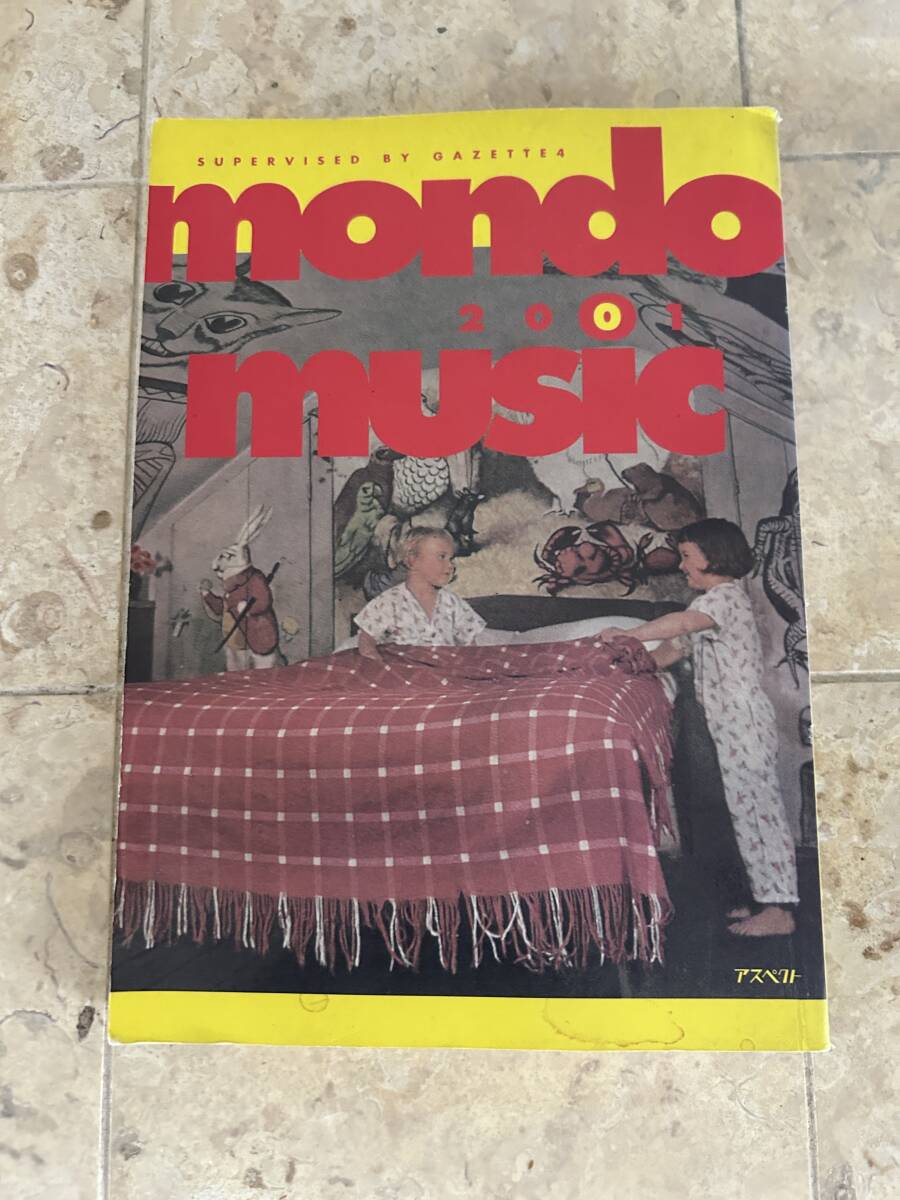 SUPERVISED BY GAZETTE4
mondo
2001
music
アスペクト